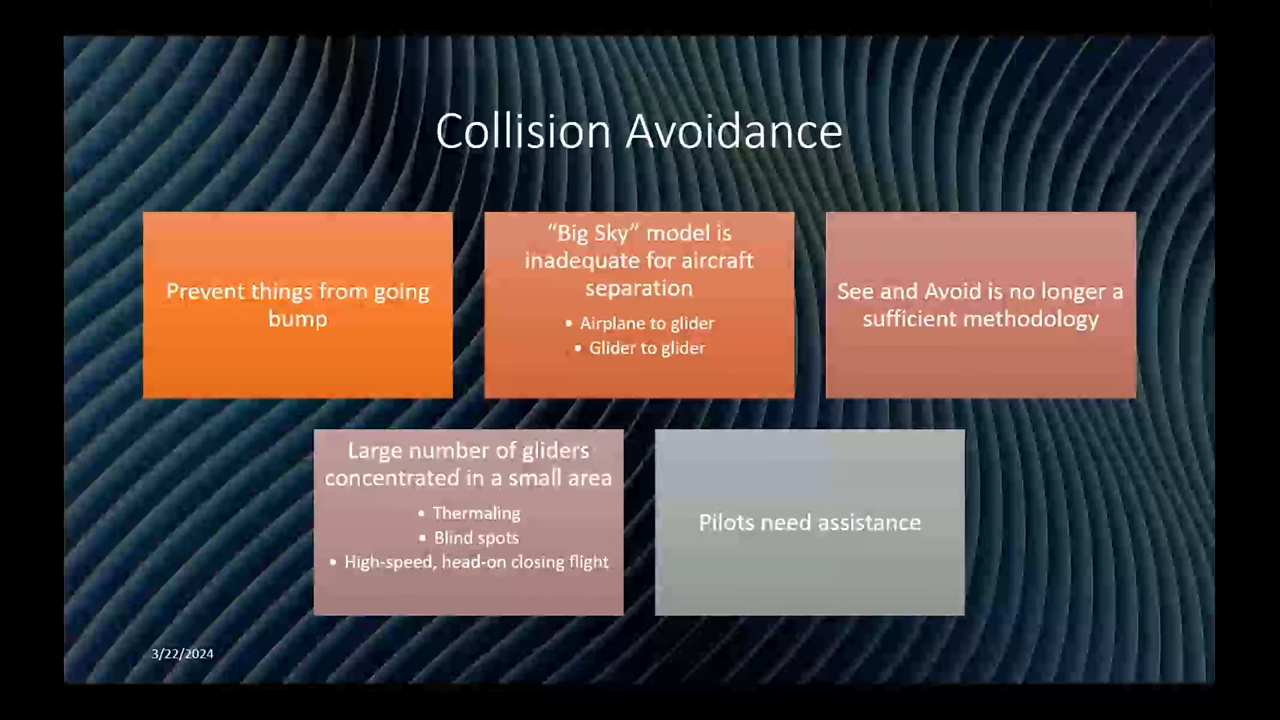 Collision Avoidance
Prevent things from going
bump
“Big Sky” model is
inadequate for aircraft
separation
• Airplane to glider
• Glider to glider
See and Avoid is no longer a
sufficient methodology
Large number of gliders
concentrated in a small area
• Thermaling
• Blind spots
• High-speed, head-on closing flight
Pilots need assistance
3/22/2024